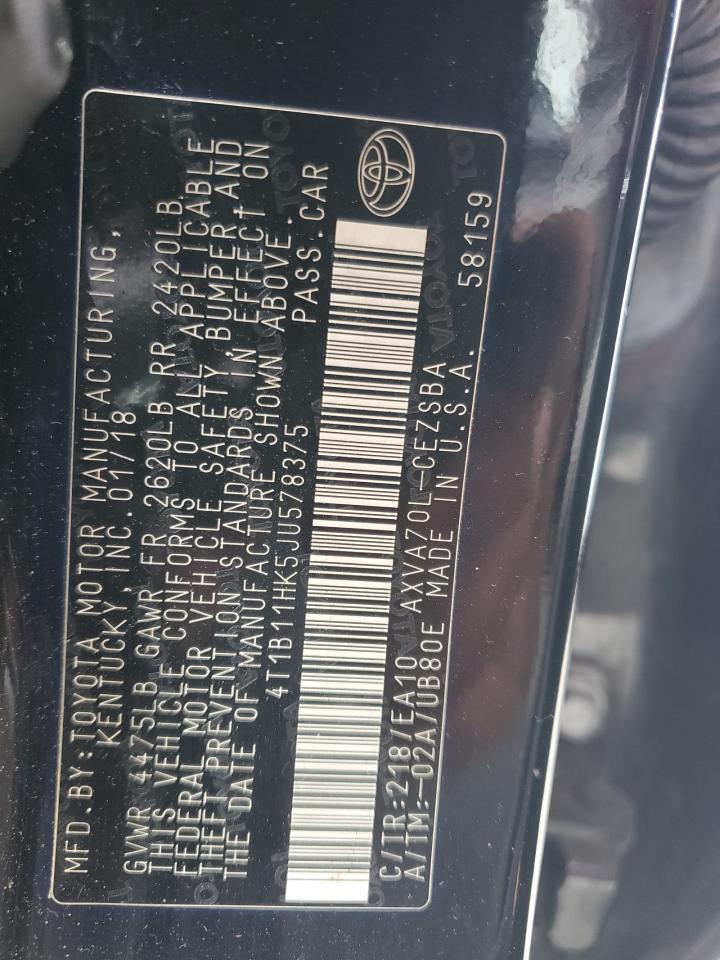 MFD.BY:TOYOTA MOTOR MANUFACTURING,
KENTUCKY INC. 01/18
GVWR 4475LB GAWR FR 2620LB RR 2420LB
THIS VEHICLE CONFORMS TO ALL APPLICABLE
FEDERAL MOTOR VEHICLE SAFETY, BUMPER, AND
THEFT PREVENTION STANDARDS IN EFFECT ON
THE DATE OF MANUFACTURE SHOWN ABOVE.
4T1B11HK5JU578375 PASS.CAR
C/TR:218/EA10 AXVA70L-CEZSBA
A/TM:-02A/UB80E MADE IN U.S.A. 58159
TOYOTA